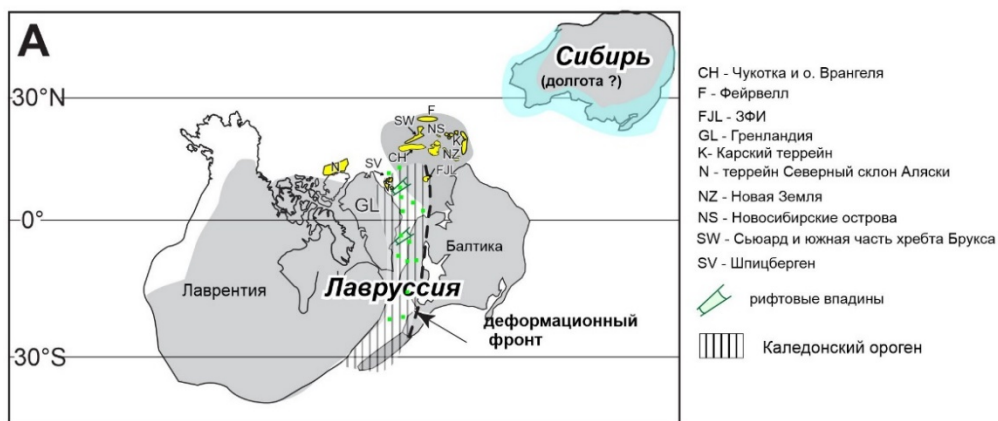 A
Сибирь
(долгота ?)
30°N
F
SW
NS
K
CH
NZ
N
SV
FJL
GL
0°
Балтика
Лаврентия
Лавруссия
деформационный
фронт
30°S
CH - Чукотка и о. Врангеля
F - Фейрвелл
FJL - ЗФИ
GL - Гренландия
K- Карский террейн
N - террейн Северный склон Аляски
NZ - Новая Земля
NS - Новосибирские острова
SW - Сьюард и южная часть хребта Брукса
SV - Шпицберген
рифтовые впадины
Каледонский ороген